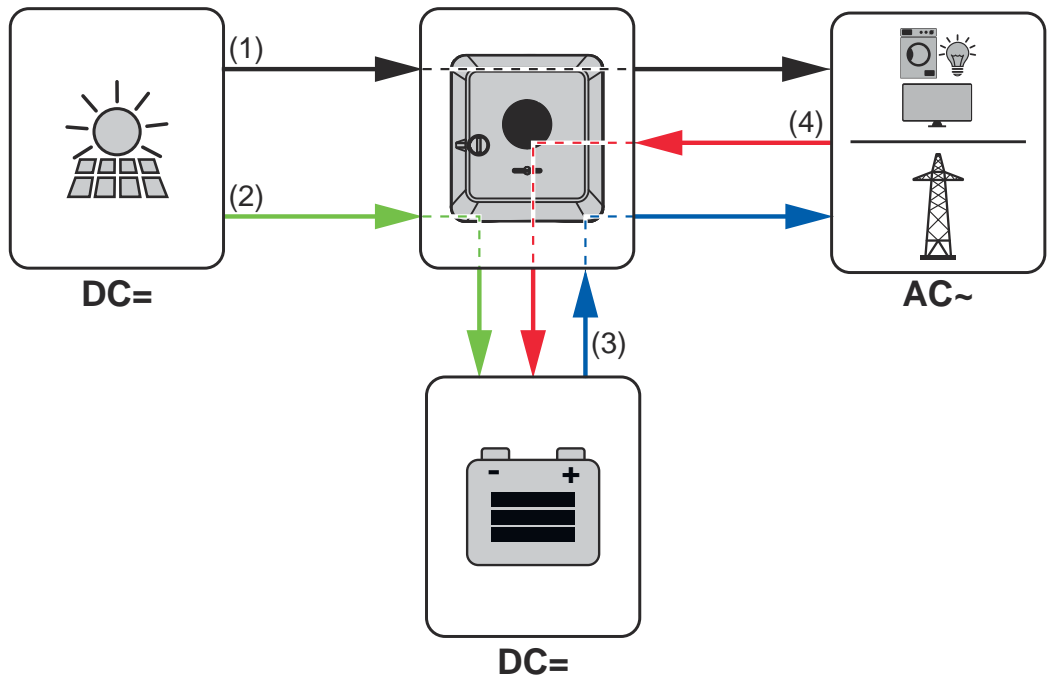 (1)
(4)
(2)
DC=
AC~
(3)
- +
DC=